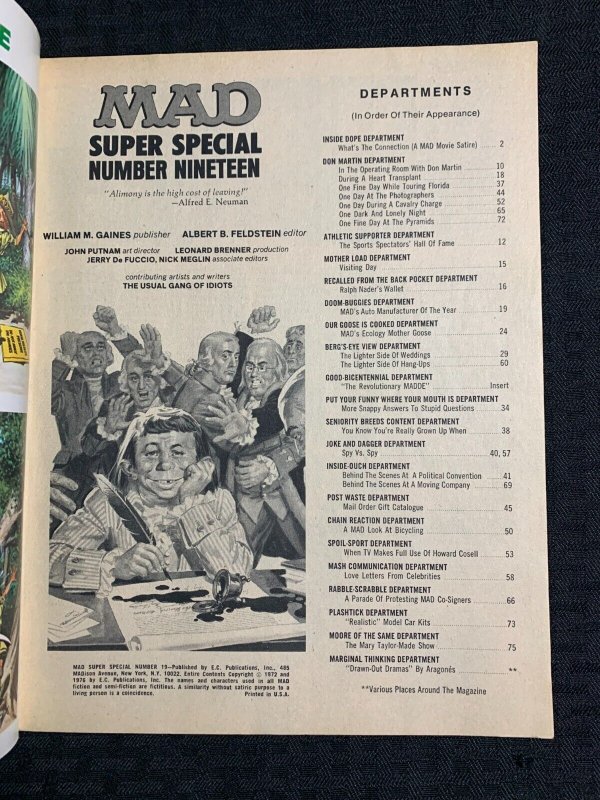 E
MAD
SUPER SPECIAL
NUMBER NINETEEN
"Alimony is the high cost of leaving!"
—Alfred E. Neuman
WILLIAM M. GAINES publisher ALBERT B. FELDSTEIN editor
JOHN PUTNAM art director LEONARD BRENNER production
JERRY De FUCCIO, NICK MEGLIN associate editors
contributing artists and writers
THE USUAL GANG OF IDIOTS
MAD SUPER SPECIAL NUMBER 19—Published by E.C. Publications, Inc., 485
MADison Avenue, New York, N.Y. 10022. Entire Contents Copyright © 1972 and
1976 by E.C. Publications, Inc. The names and characters used in all MAD
fiction and semi-fiction are fictitious. A similarity without satiric purpose to a
living person is a coincidence. Printed in U.S.A.
DEPARTMENTS
(In Order Of Their Appearance)
INSIDE DOPE DEPARTMENT
What's The Connection (A MAD Movie Satire) ........ 2
DON MARTIN DEPARTMENT
In The Operating Room With Don Martin ........ 10
During A Heart Transplant ........ 18
One Fine Day While Touring Florida ........ 37
One Day At The Photographers ........ 44
One Day During A Cavalry Charge ........ 52
One Dark And Lonely Night ........ 65
One Fine Day At The Pyramids ........ 72
ATHLETIC SUPPORTER DEPARTMENT
The Sports Spectators' Hall Of Fame ........ 12
MOTHER LOAD DEPARTMENT
Visiting Day ........ 15
RECALLED FROM THE BACK POCKET DEPARTMENT
Ralph Nader's Wallet ........ 16
DOOM-BUGGIES DEPARTMENT
MAD's Auto Manufacturer Of The Year ........ 19
OUR GOOSE IS COOKED DEPARTMENT
MAD's Ecology Mother Goose ........ 24
BERG'S-EYE VIEW DEPARTMENT
The Lighter Side Of Weddings ........ 29
The Lighter Side Of Hang-Ups ........ 60
GOOD-BICENTENNIAL DEPARTMENT
"The Revolutionary MADDE" ........ Insert
PUT YOUR FUNNY WHERE YOUR MOUTH IS DEPARTMENT
More Snappy Answers To Stupid Questions ........ 34
SENIORITY BREEDS CONTENT DEPARTMENT
You Know You're Really Grown Up When ........ 38
JOKE AND DAGGER DEPARTMENT
Spy Vs. Spy ........ 40, 57
INSIDE-OUCH DEPARTMENT
Behind The Scenes At A Political Convention ........ 41
Behind The Scenes At A Moving Company ........ 69
POST WASTE DEPARTMENT
Mail Order Gift Catalogue ........ 45
CHAIN REACTION DEPARTMENT
A MAD Look At Bicycling ........ 50
SPOIL-SPORT DEPARTMENT
When TV Makes Full Use Of Howard Cosell ........ 53
MASH COMMUNICATION DEPARTMENT
Love Letters From Celebrities ........ 58
RABBLE-SCRABBLE DEPARTMENT
A Parade Of Protesting MAD Co-Signers ........ 66
PLASHTICK DEPARTMENT
"Realistic" Model Car Kits ........ 73
MOORE OF THE SAME DEPARTMENT
The Mary Taylor-Made Show ........ 75
MARGINAL THINKING DEPARTMENT
"Drawn-Out Dramas" By Aragonés ........ **
**Various Places Around The Magazine